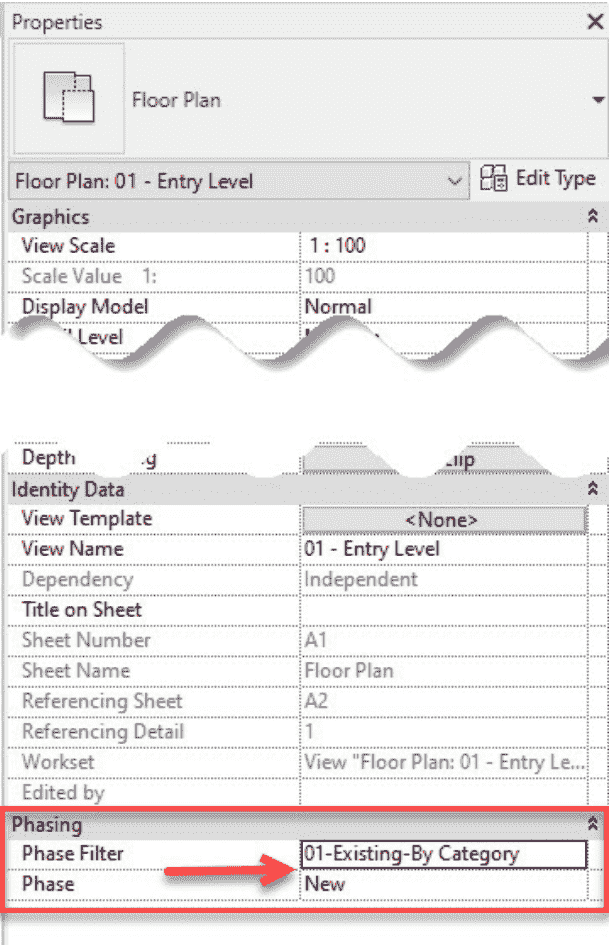 Properties
Floor Plan
Floor Plan: 01 - Entry Level Edit Type
Graphics
View Scale 1 : 100
Scale Value 1: 100
Display Model Normal
Level
Depth
Identity Data
View Template <None>
View Name 01 - Entry Level
Dependency Independent
Title on Sheet
Sheet Number A1
Sheet Name Floor Plan
Referencing Sheet A2
Referencing Detail 1
Workset View "Floor Plan: 01 - Entry Le...
Edited by
Phasing
Phase Filter 01-Existing-By Category
Phase New